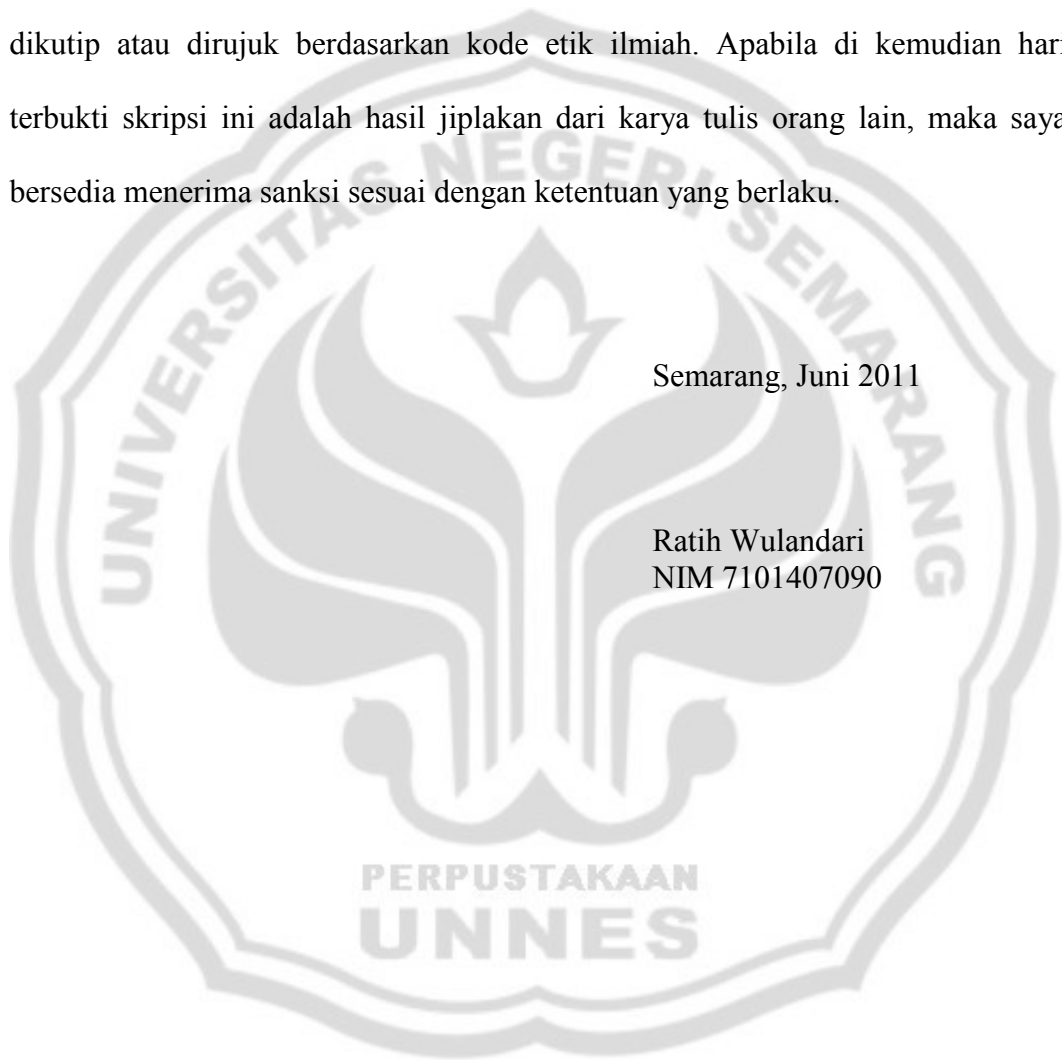 dikutip atau dirujuk berdasarkan kode etik ilmiah. Apabila di kemudian hari
terbukti skripsi ini adalah hasil jiplakan dari karya tulis orang lain, maka saya
bersedia menerima sanksi sesuai dengan ketentuan yang berlaku.
UNIVERSITAS NEGERI SEMARANG
Semarang, Juni 2011
Ratih Wulandari
NIM 7101407090
PERPUSTAKAAN
UNNES